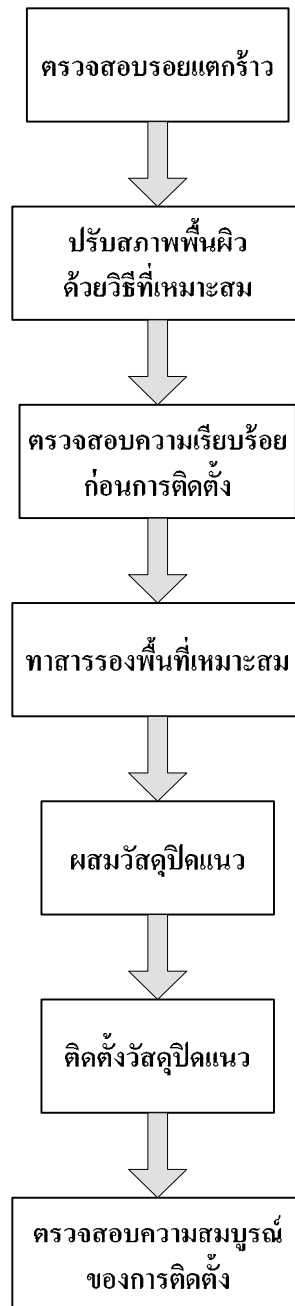 ตรวจสอบรอยแตกร้าว
ปรับสภาพพื้นผิว
ด้วยวิธีที่เหมาะสม
ตรวจสอบความเรียบร้อย
ก่อนการติดตั้ง
ทาสารรองพื้นที่เหมาะสม
ผสมวัสดุปิดแนว
ติดตั้งวัสดุปิดแนว
ตรวจสอบความสมบูรณ์
ของการติดตั้ง